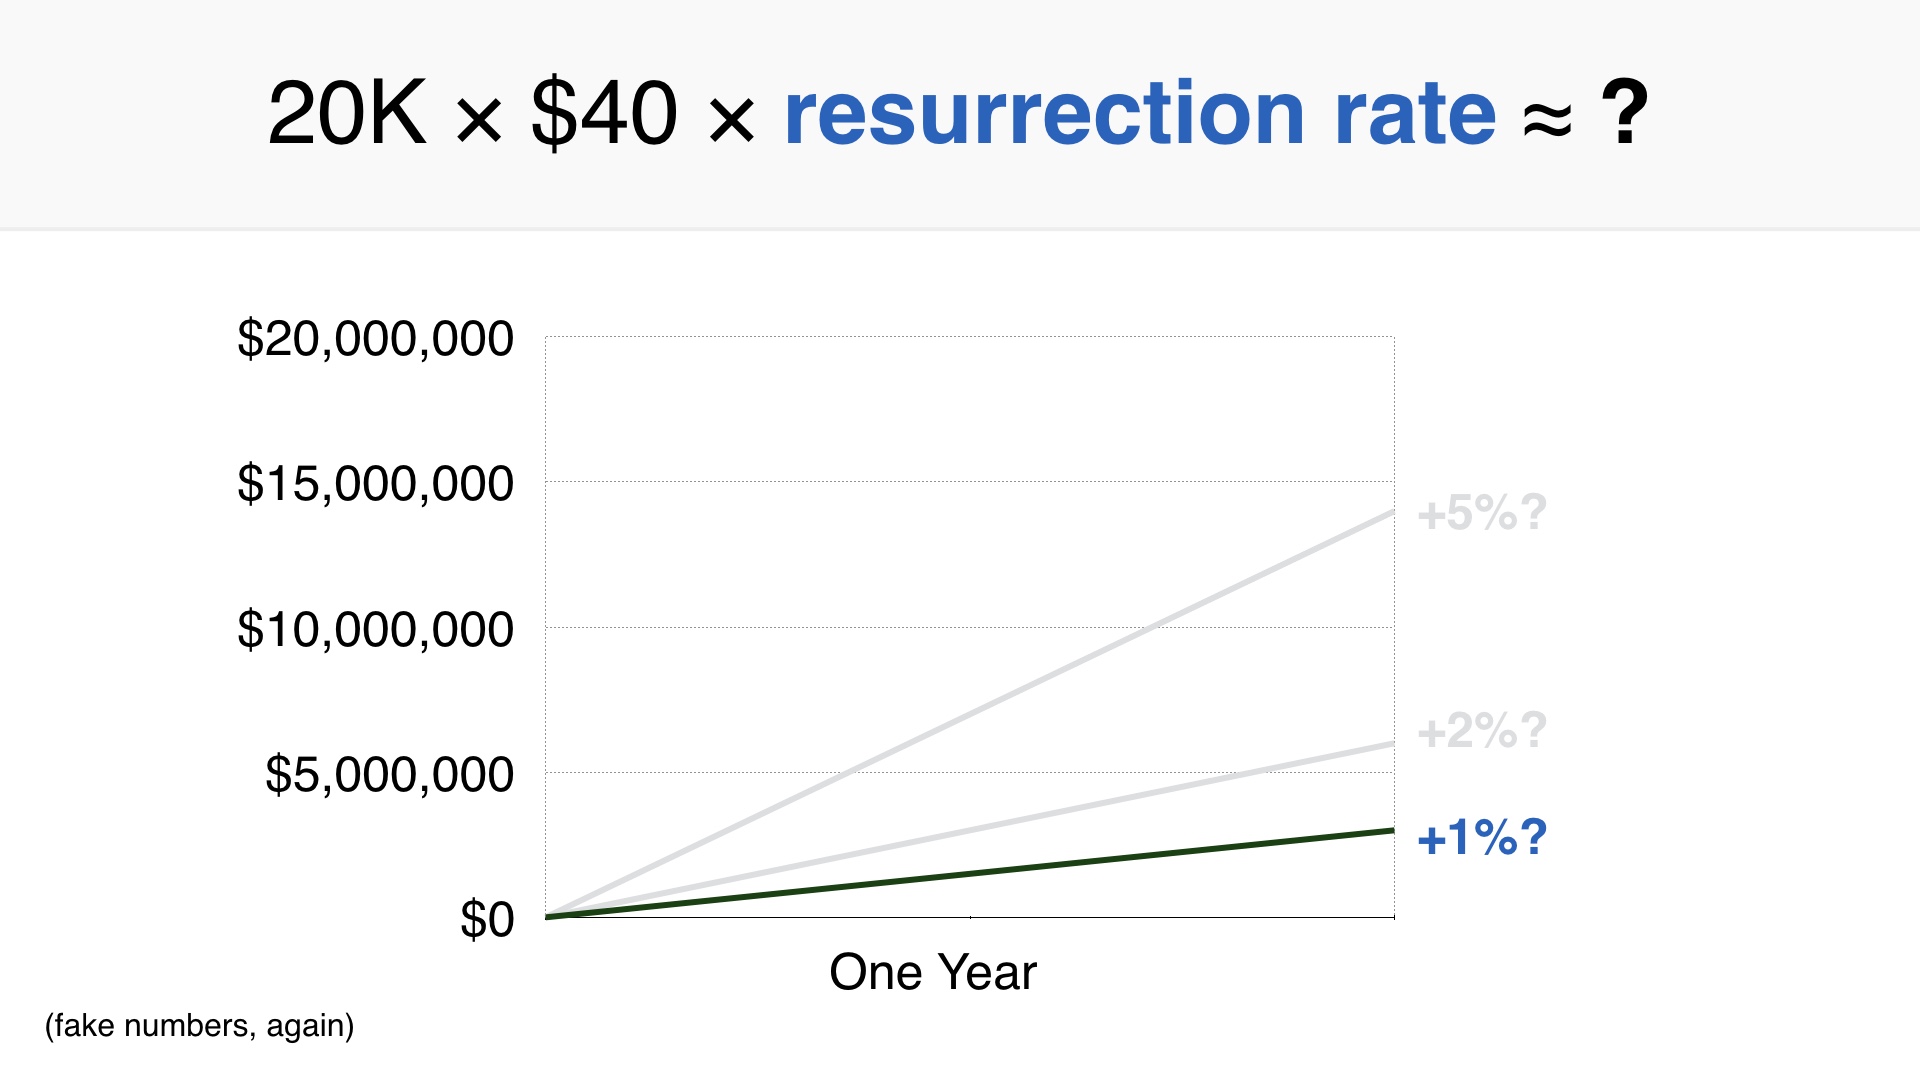 20K × $40 × resurrection rate ≈ ?
$20,000,000
$15,000,000
+5%?
$10,000,000
+2%?
$5,000,000
+1%?
$0
One Year
(fake numbers, again)